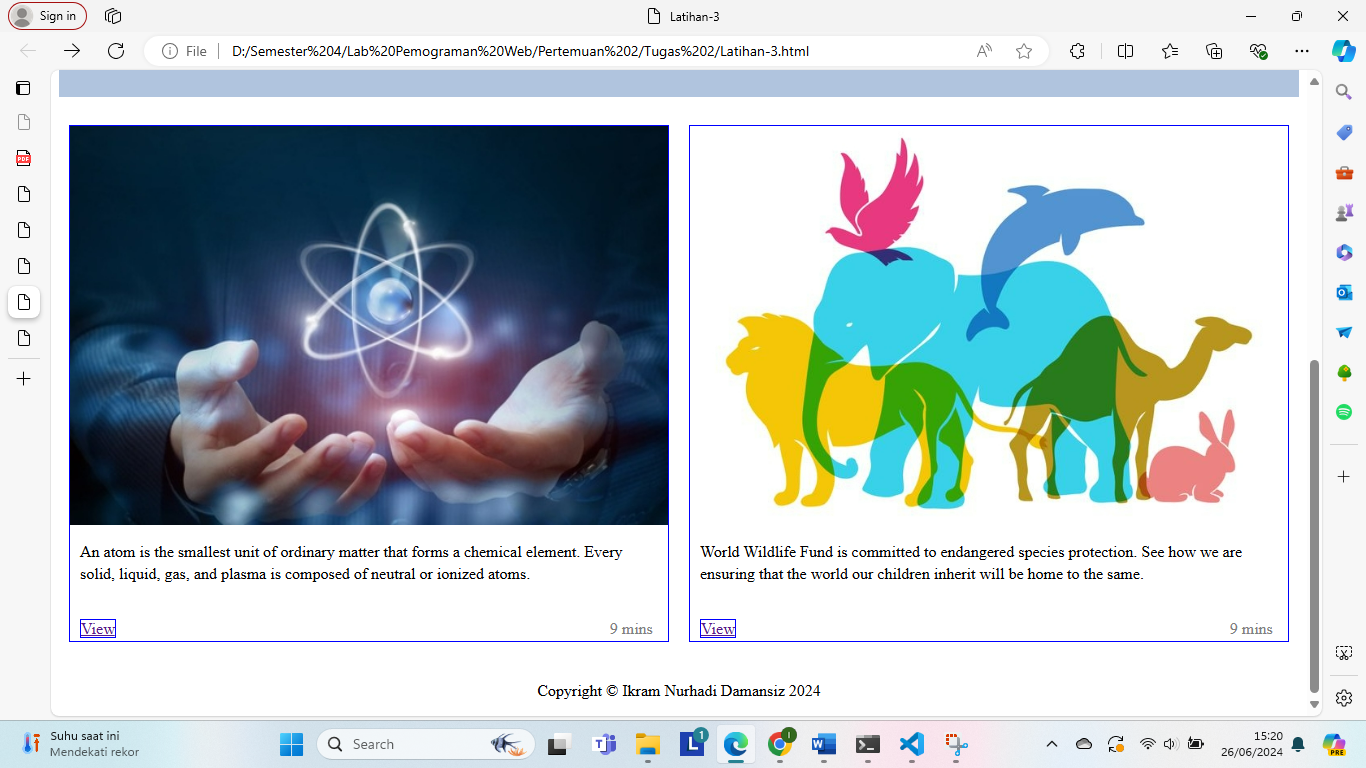 Sign in
Latihan-3
File
D:/Semester%204/Lab%20Pemograman%20Web/Pertemuan%202/Tugas%202/Latihan-3.html
PDF
An atom is the smallest unit of ordinary matter that forms a chemical element. Every
solid, liquid, gas, and plasma is composed of neutral or ionized atoms.
View
9 mins
World Wildlife Fund is committed to endangered species protection. See how we are
ensuring that the world our children inherit will be home to the same.
View
9 mins
Copyright © Ikram Nurhadi Damansiz 2024
Suhu saat ini
Mendekati rekor
Search
L
1
I
W
15:20
26/06/2024
PRE